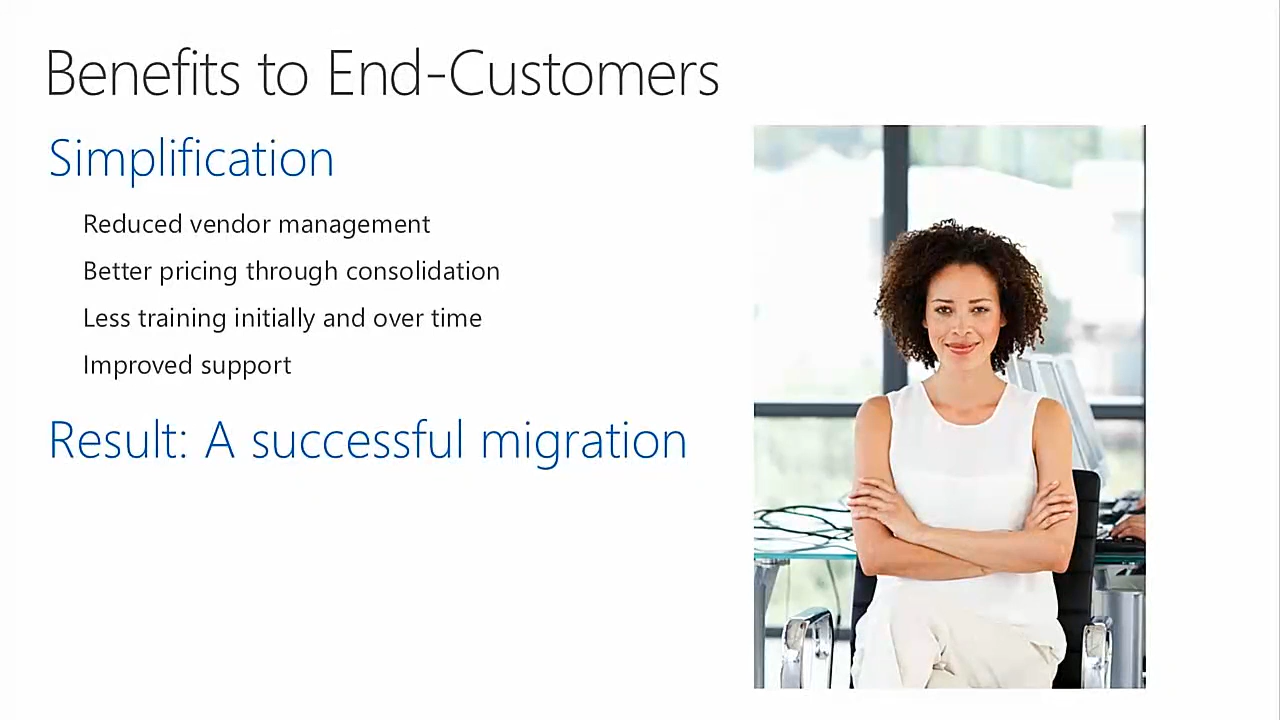 Benefits to End-Customers
Simplification
Reduced vendor management
Better pricing through consolidation
Less training initially and over time
Improved support
Result: A successful migration